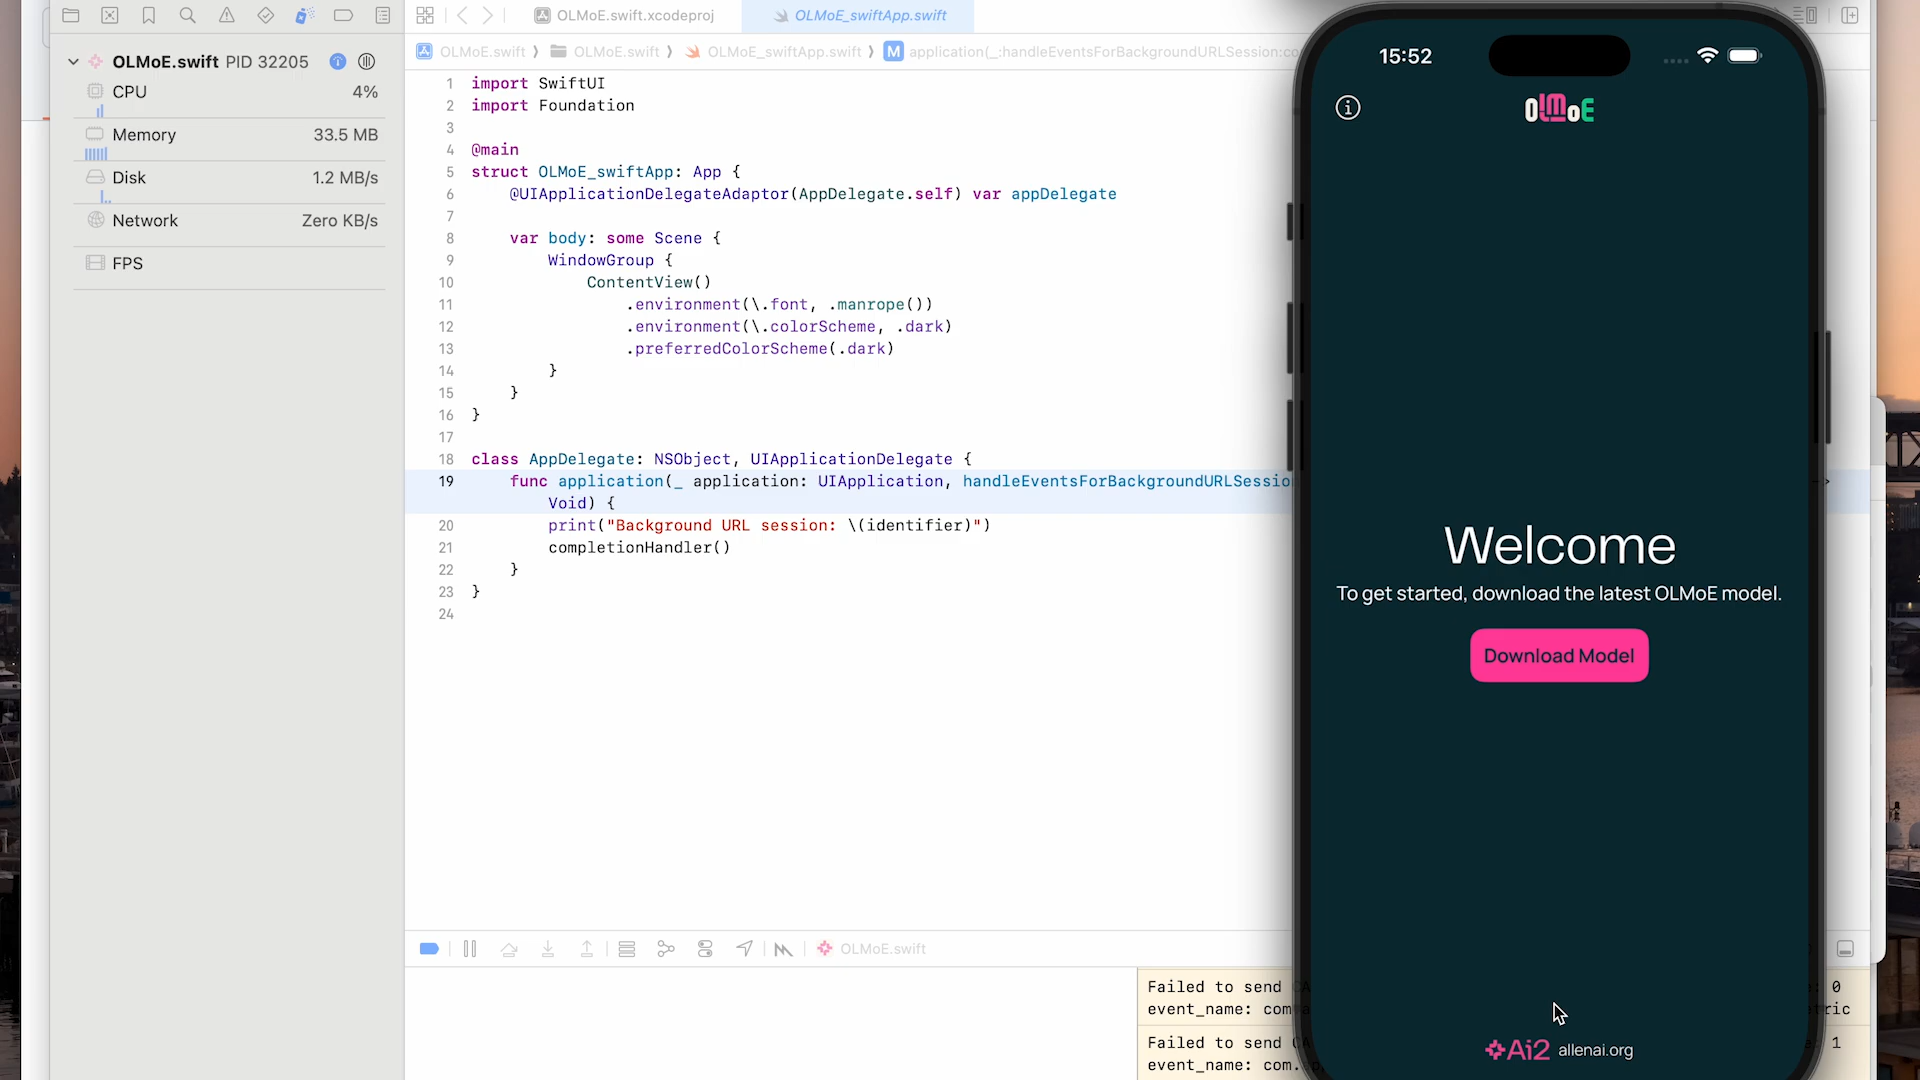 OLMoE.swift PID 32205
CPU 4%
Memory 33.5 MB
Disk 1.2 MB/s
Network Zero KB/s
FPS
OLMoE.swift.xcodeproj
OLMoE_swiftApp.swift
OLMoE.swift OLMoE.swift OLMoE_swiftApp.swift M application(_:handleEventsForBackgroundURLSession:co
1 import SwiftUI
2 import Foundation
3
4 @main
5 struct OLMoE_swiftApp: App {
6 @UIApplicationDelegateAdaptor(AppDelegate.self) var appDelegate
7
8 var body: some Scene {
9 WindowGroup {
10 ContentView()
11 .environment(\.font, .manrope())
12 .environment(\.colorScheme, .dark)
13 .preferredColorScheme(.dark)
14 }
15 }
16 }
17
18 class AppDelegate: NSObject, UIApplicationDelegate {
19 func application(_ application: UIApplication, handleEventsForBackgroundURLSessio
Void) {
20 print("Background URL session: \(identifier)")
21 completionHandler()
22 }
23 }
24
OLMoE.swift
Failed to send CA : 0
event_name: com tric
Failed to send : 1
event_name: com.
15:52
OLMoE
Welcome
To get started, download the latest OLMoE model.
Download Model
Ai2 allenai.org